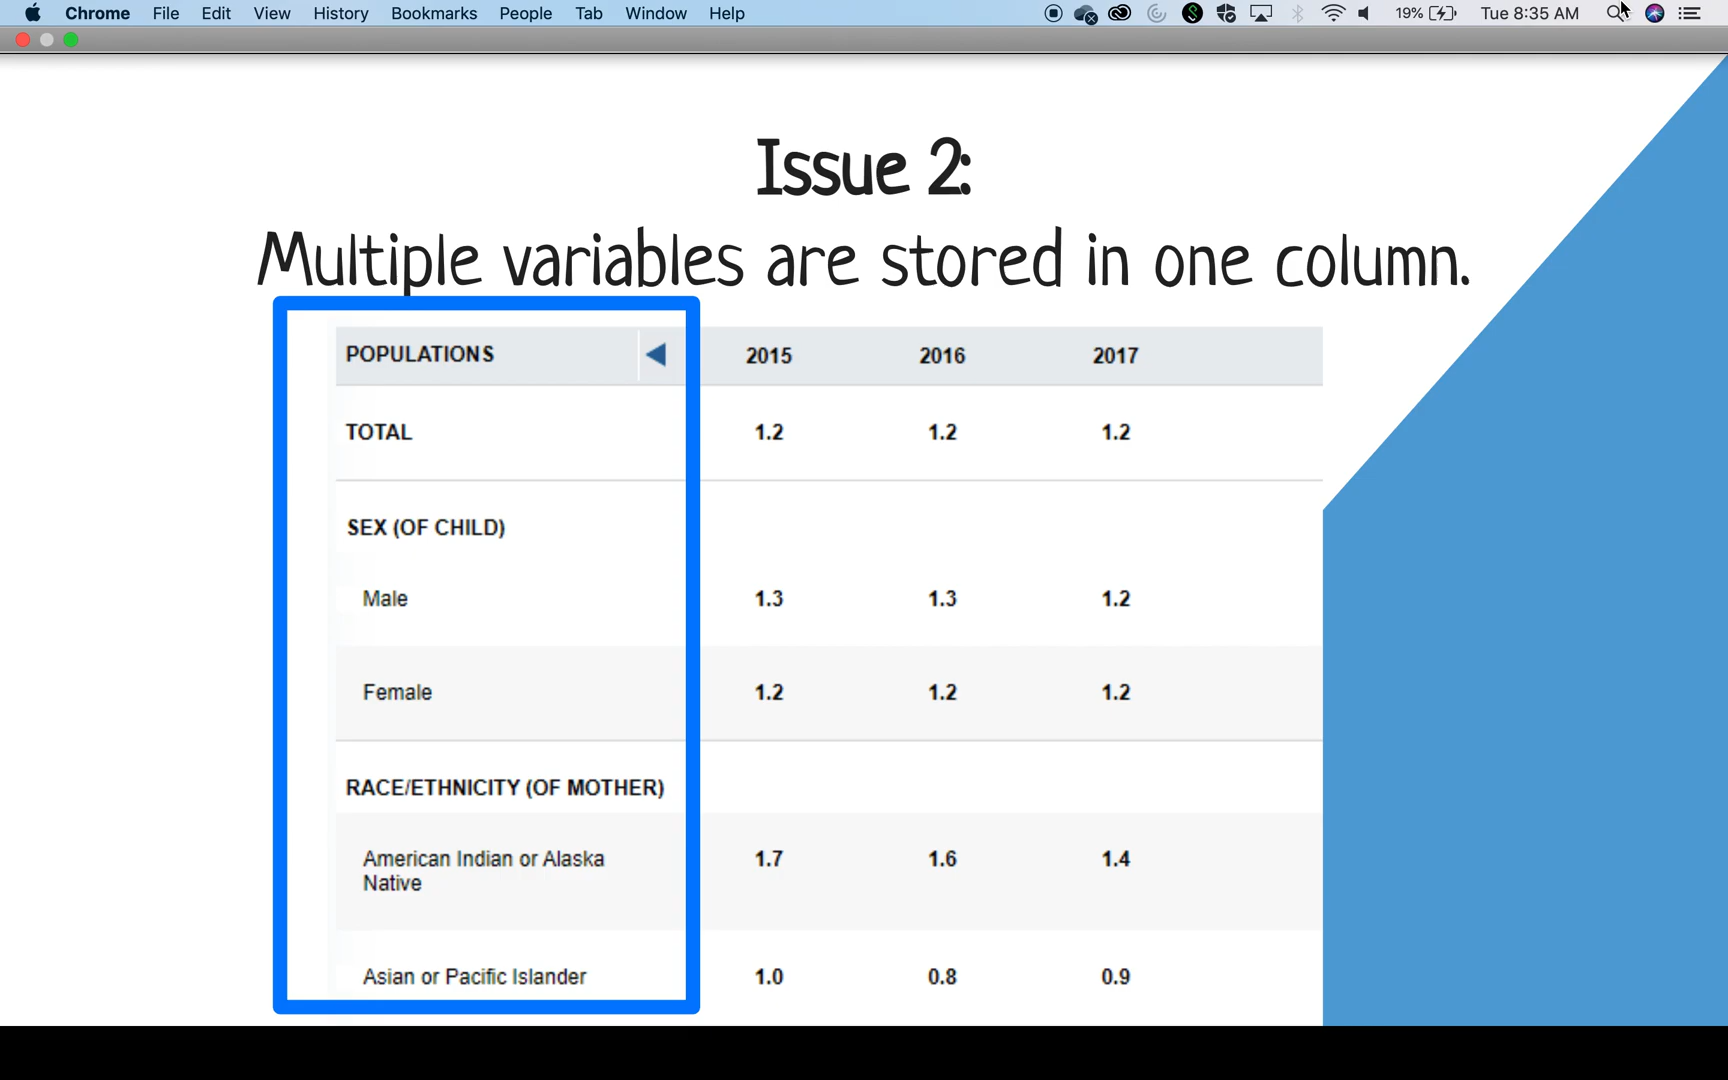 Chrome File Edit View History Bookmarks People Tab Window Help 19% Tue 8:35 AM
Issue 2:
Multiple variables are stored in one column.
POPULATIONS 2015 2016 2017
TOTAL 1.2 1.2 1.2
SEX (OF CHILD)
Male 1.3 1.3 1.2
Female 1.2 1.2 1.2
RACE/ETHNICITY (OF MOTHER)
American Indian or Alaska 1.7 1.6 1.4
Native
Asian or Pacific Islander 1.0 0.8 0.9